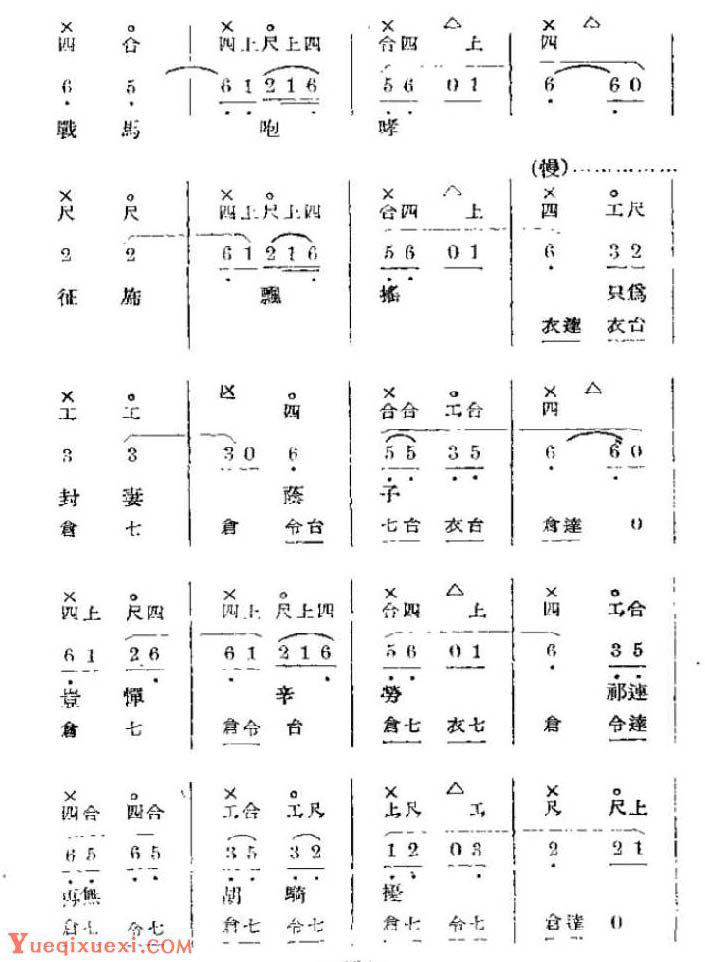 × ○ × ○ × △ × △
四 合 四上尺上四 合四 上 四
6 5 6 1 2 1 6 5 6 0 1 6 6 0
戰 馬 咆 哮
(慢)……………
× ○ × ○ × △ × ○
尺 尺 四上尺上四 合四 上 四 工尺
2 2 6 1 2 1 6 5 6 0 1 6 3 2
征 旆 飄 搖 只為
衣達 衣台
× ○ ○ × ○ × △
工 工 四 合合 工合 四
3 3 3 0 6 5 5 3 5 6 6 0
封 妻 蔭 子
倉 七 倉 令台 七台 衣台 倉達 0
× ○ × ○ × △ × ○
四上 尺四 四上 尺上四 合四 上 四 工合
6 1 2 6 6 1 2 1 6 5 6 0 1 6 3 5
豈 憚 辛 勞 祁連
倉 七 倉令 台 倉七 衣七 倉 令達
× ○ × ○ × △ × ○
四合 四合 工合 工尺 上尺 工 尺 尺上
6 5 6 5 3 5 3 2 1 2 0 3 2 2 1
再無 胡 騎 擾
倉七 令七 倉七 令七 倉七 令七 倉達 0
Yueqixuexi.com